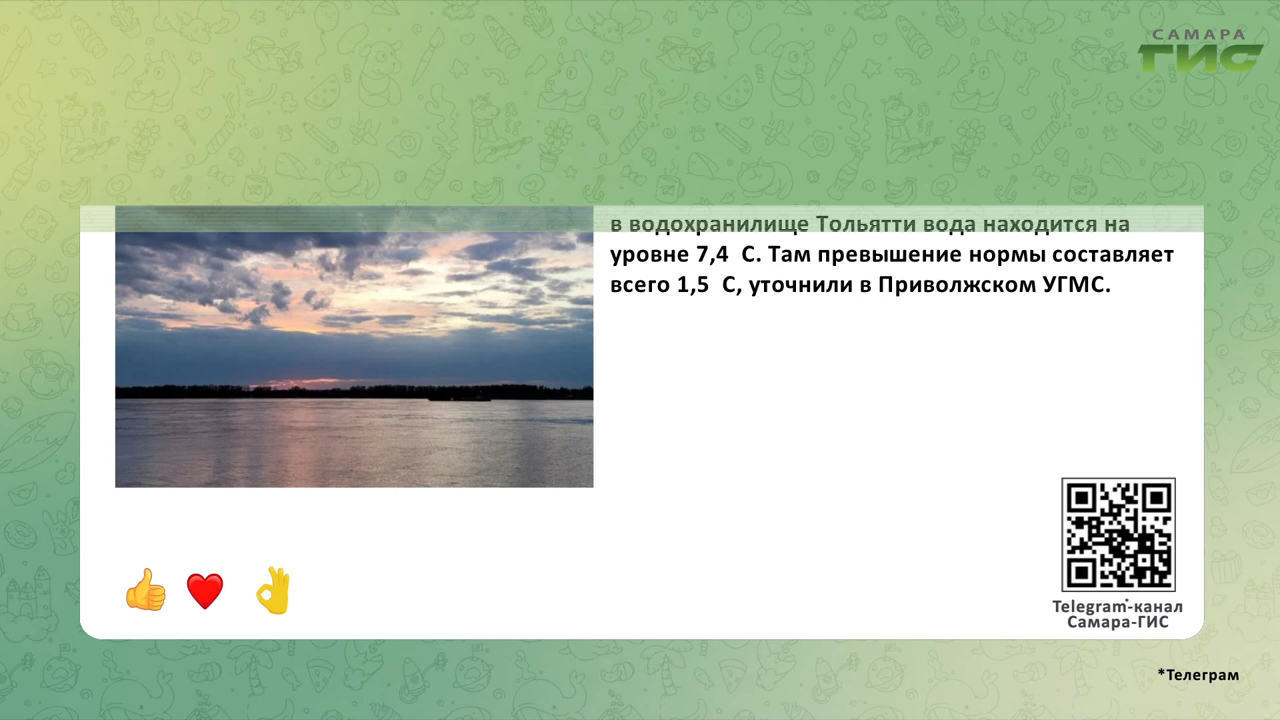 САМАРА
ГИС
в водохранилище Тольятти вода находится на
уровне 7,4  С. Там превышение нормы составляет
всего 1,5  С, уточнили в Приволжском УГМС.
Telegram-канал
Самара-ГИС
*Телеграм